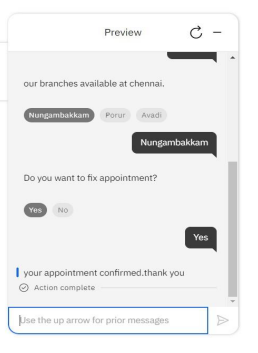 Preview
our branches available at chennai.
Nungambakkam Porur Avadi
Nungambakkam
Do you want to fix appointment?
Yes No
Yes
your appointment confirmed.thank you
Action complete
Use the up arrow for prior messages